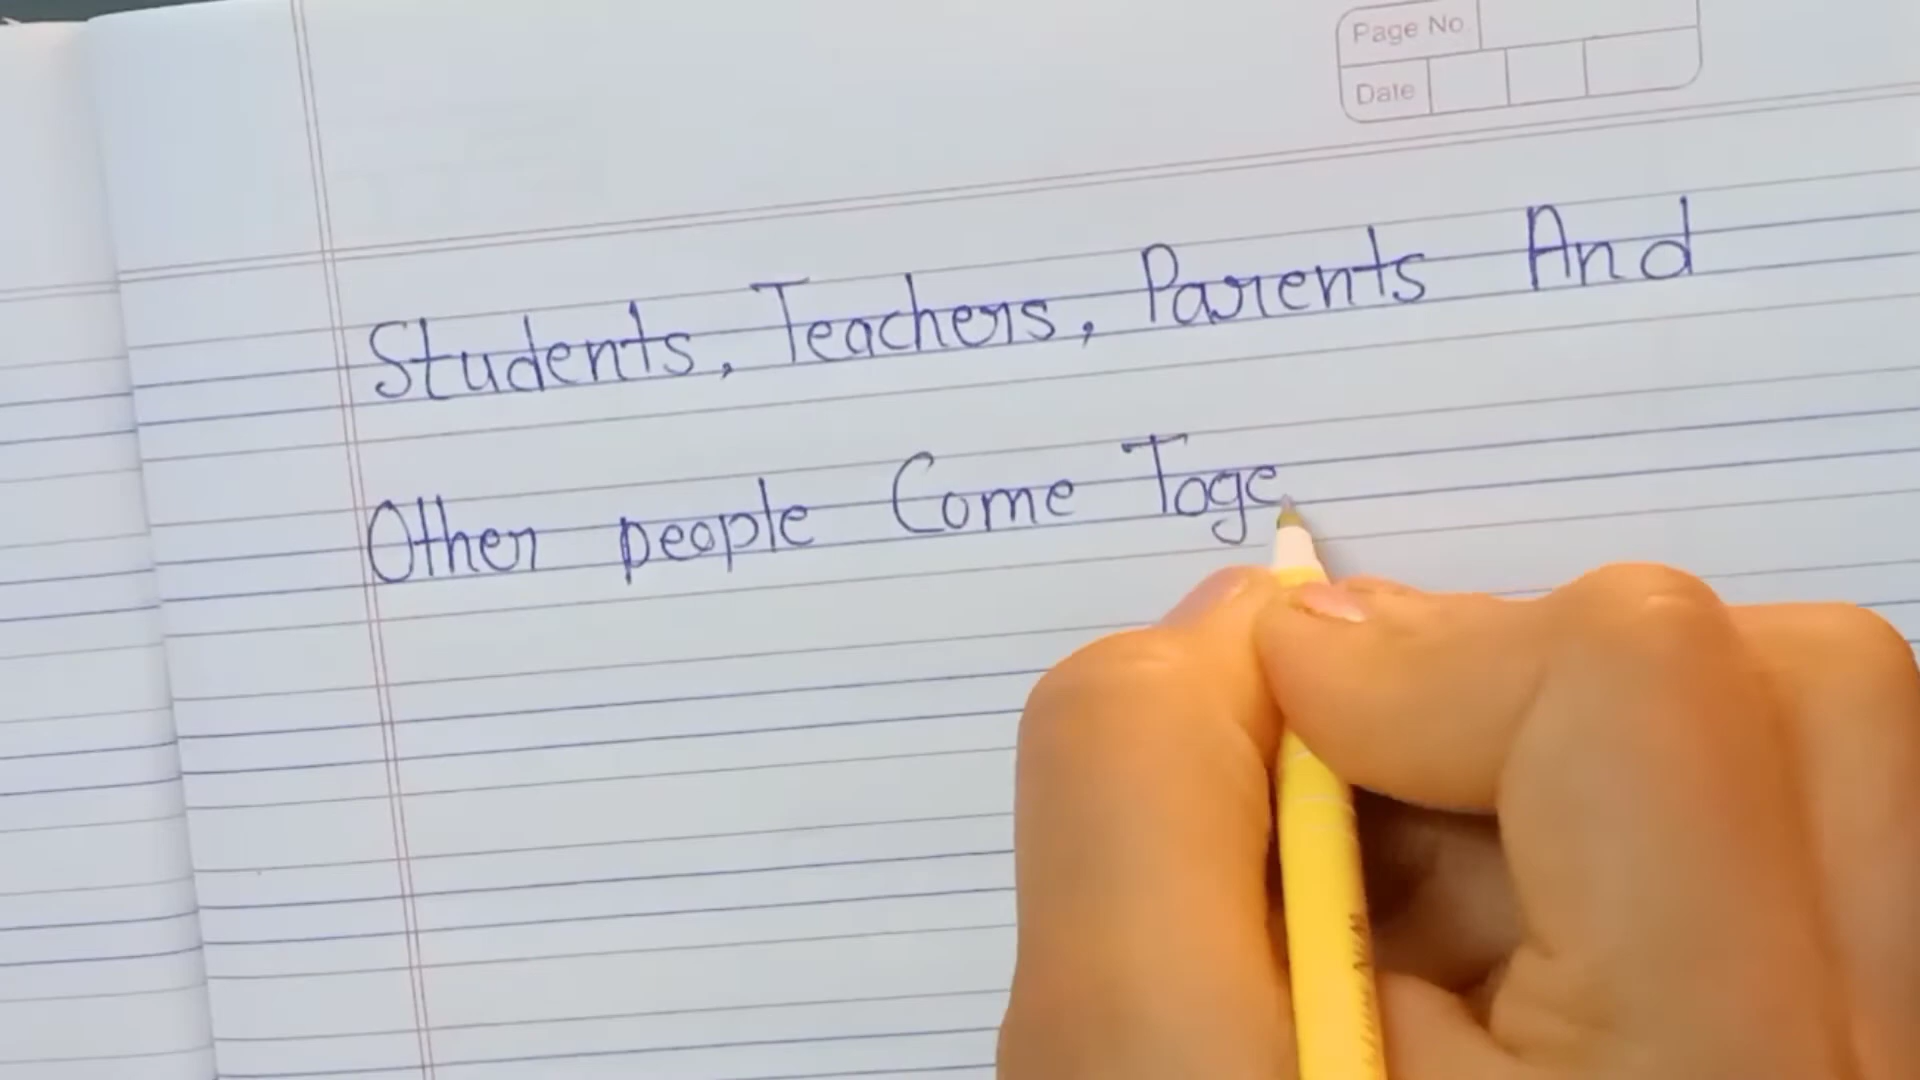 Page No
Date
Students, Teachers, Parents And
Other people Come Toge